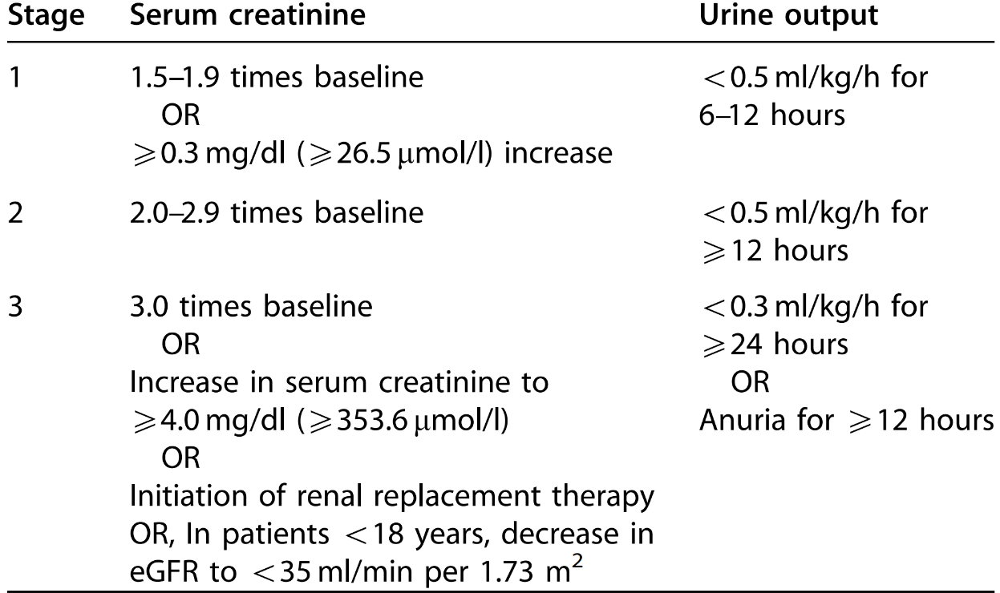 Stage Serum creatinine Urine output
1 1.5–1.9 times baseline <0.5 ml/kg/h for
OR 6–12 hours
⩾0.3 mg/dl (⩾26.5 μmol/l) increase
2 2.0–2.9 times baseline <0.5 ml/kg/h for
⩾12 hours
3 3.0 times baseline <0.3 ml/kg/h for
OR ⩾24 hours
Increase in serum creatinine to OR
⩾4.0 mg/dl (⩾353.6 μmol/l) Anuria for ⩾12 hours
OR
Initiation of renal replacement therapy
OR, In patients <18 years, decrease in
eGFR to <35 ml/min per 1.73 m²